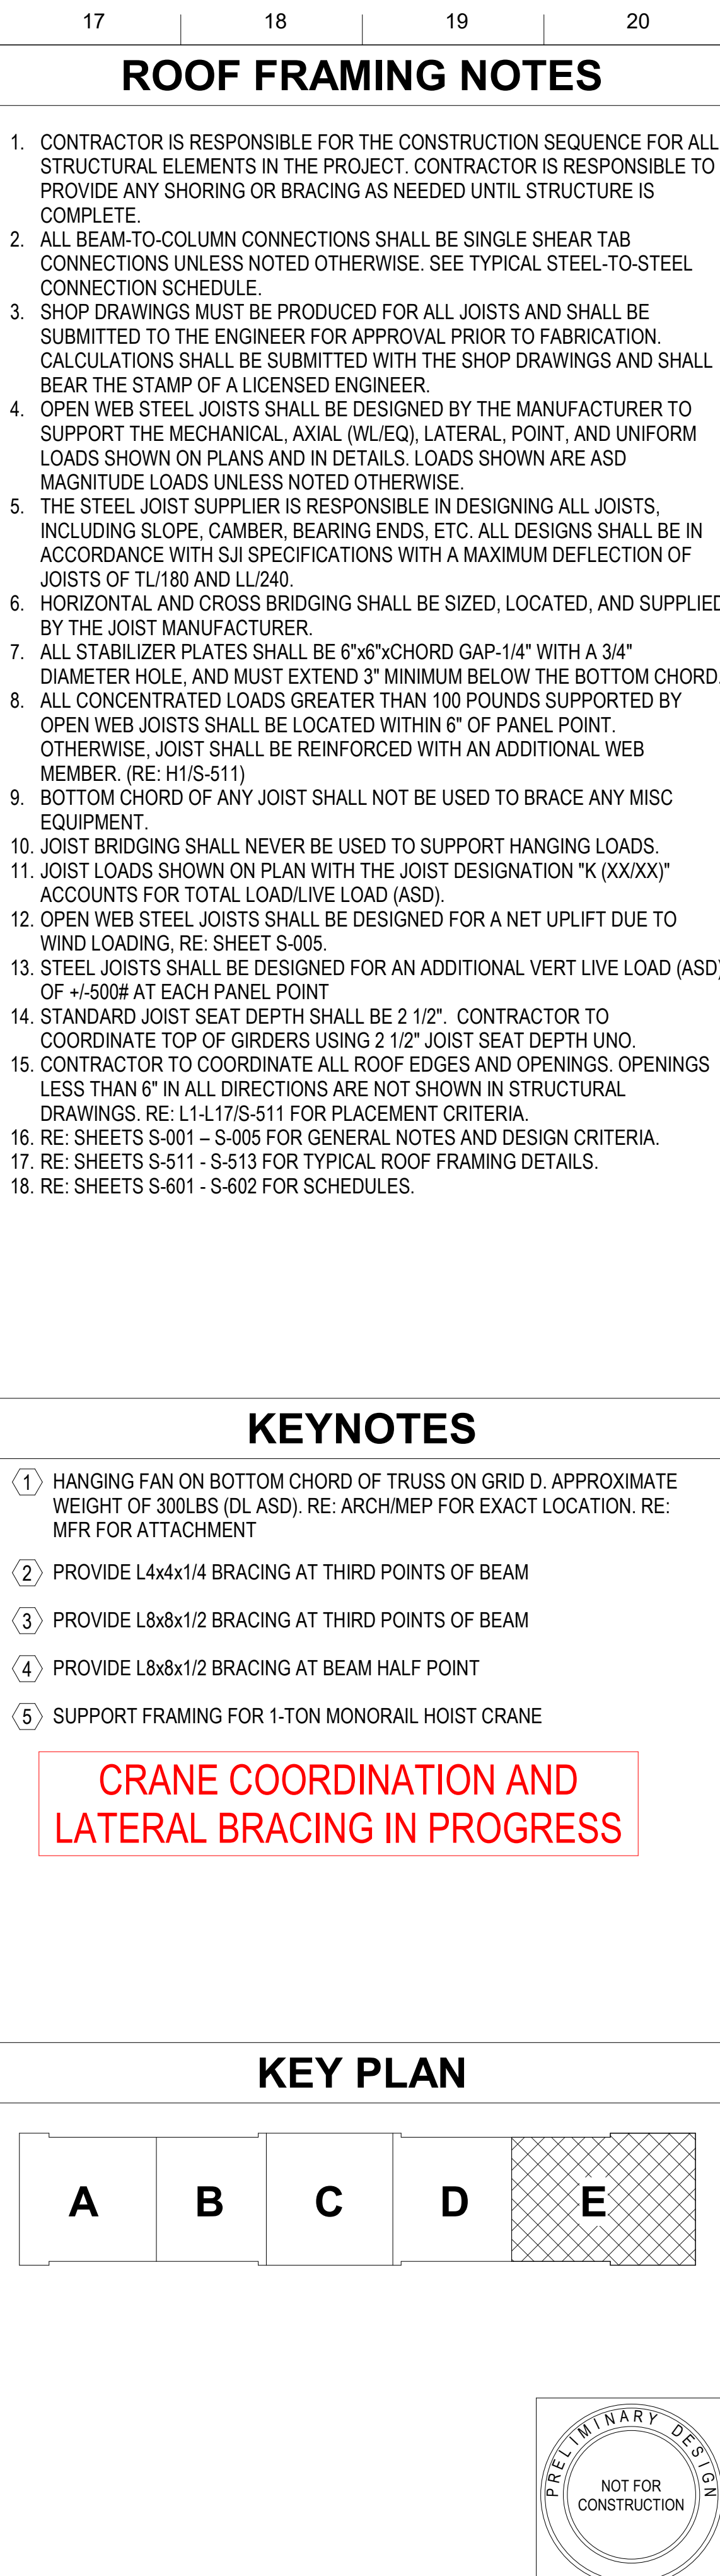 17 18 19 20
ROOF FRAMING NOTES
1. CONTRACTOR IS RESPONSIBLE FOR THE CONSTRUCTION SEQUENCE FOR ALL
STRUCTURAL ELEMENTS IN THE PROJECT. CONTRACTOR IS RESPONSIBLE TO
PROVIDE ANY SHORING OR BRACING AS NEEDED UNTIL STRUCTURE IS
COMPLETE.
2. ALL BEAM-TO-COLUMN CONNECTIONS SHALL BE SINGLE SHEAR TAB
CONNECTIONS UNLESS NOTED OTHERWISE. SEE TYPICAL STEEL-TO-STEEL
CONNECTION SCHEDULE.
3. SHOP DRAWINGS MUST BE PRODUCED FOR ALL JOISTS AND SHALL BE
SUBMITTED TO THE ENGINEER FOR APPROVAL PRIOR TO FABRICATION.
CALCULATIONS SHALL BE SUBMITTED WITH THE SHOP DRAWINGS AND SHALL
BEAR THE STAMP OF A LICENSED ENGINEER.
4. OPEN WEB STEEL JOISTS SHALL BE DESIGNED BY THE MANUFACTURER TO
SUPPORT THE MECHANICAL, AXIAL (WL/EQ), LATERAL, POINT, AND UNIFORM
LOADS SHOWN ON PLANS AND IN DETAILS. LOADS SHOWN ARE ASD
MAGNITUDE LOADS UNLESS NOTED OTHERWISE.
5. THE STEEL JOIST SUPPLIER IS RESPONSIBLE IN DESIGNING ALL JOISTS,
INCLUDING SLOPE, CAMBER, BEARING ENDS, ETC. ALL DESIGNS SHALL BE IN
ACCORDANCE WITH SJI SPECIFICATIONS WITH A MAXIMUM DEFLECTION OF
JOISTS OF TL/180 AND LL/240.
6. HORIZONTAL AND CROSS BRIDGING SHALL BE SIZED, LOCATED, AND SUPPLIED
BY THE JOIST MANUFACTURER.
7. ALL STABILIZER PLATES SHALL BE 6"x6"xCHORD GAP-1/4" WITH A 3/4"
DIAMETER HOLE, AND MUST EXTEND 3" MINIMUM BELOW THE BOTTOM CHORD.
8. ALL CONCENTRATED LOADS GREATER THAN 100 POUNDS SUPPORTED BY
OPEN WEB JOISTS SHALL BE LOCATED WITHIN 6" OF PANEL POINT.
OTHERWISE, JOIST SHALL BE REINFORCED WITH AN ADDITIONAL WEB
MEMBER. (RE: H1/S-511)
9. BOTTOM CHORD OF ANY JOIST SHALL NOT BE USED TO BRACE ANY MISC
EQUIPMENT.
10. JOIST BRIDGING SHALL NEVER BE USED TO SUPPORT HANGING LOADS.
11. JOIST LOADS SHOWN ON PLAN WITH THE JOIST DESIGNATION "K (XX/XX)"
ACCOUNTS FOR TOTAL LOAD/LIVE LOAD (ASD).
12. OPEN WEB STEEL JOISTS SHALL BE DESIGNED FOR A NET UPLIFT DUE TO
WIND LOADING, RE: SHEET S-005.
13. STEEL JOISTS SHALL BE DESIGNED FOR AN ADDITIONAL VERT LIVE LOAD (ASD)
OF +/-500# AT EACH PANEL POINT
14. STANDARD JOIST SEAT DEPTH SHALL BE 2 1/2". CONTRACTOR TO
COORDINATE TOP OF GIRDERS USING 2 1/2" JOIST SEAT DEPTH UNO.
15. CONTRACTOR TO COORDINATE ALL ROOF EDGES AND OPENINGS. OPENINGS
LESS THAN 6" IN ALL DIRECTIONS ARE NOT SHOWN IN STRUCTURAL
DRAWINGS. RE: L1-L17/S-511 FOR PLACEMENT CRITERIA.
16. RE: SHEETS S-001 – S-005 FOR GENERAL NOTES AND DESIGN CRITERIA.
17. RE: SHEETS S-511 - S-513 FOR TYPICAL ROOF FRAMING DETAILS.
18. RE: SHEETS S-601 - S-602 FOR SCHEDULES.
KEYNOTES
1 HANGING FAN ON BOTTOM CHORD OF TRUSS ON GRID D. APPROXIMATE
WEIGHT OF 300LBS (DL ASD). RE: ARCH/MEP FOR EXACT LOCATION. RE:
MFR FOR ATTACHMENT
2 PROVIDE L4x4x1/4 BRACING AT THIRD POINTS OF BEAM
3 PROVIDE L8x8x1/2 BRACING AT THIRD POINTS OF BEAM
4 PROVIDE L8x8x1/2 BRACING AT BEAM HALF POINT
5 SUPPORT FRAMING FOR 1-TON MONORAIL HOIST CRANE
CRANE COORDINATION AND
LATERAL BRACING IN PROGRESS
KEY PLAN
A B C D E
PRELIMINARY DESIGN
NOT FOR
CONSTRUCTION